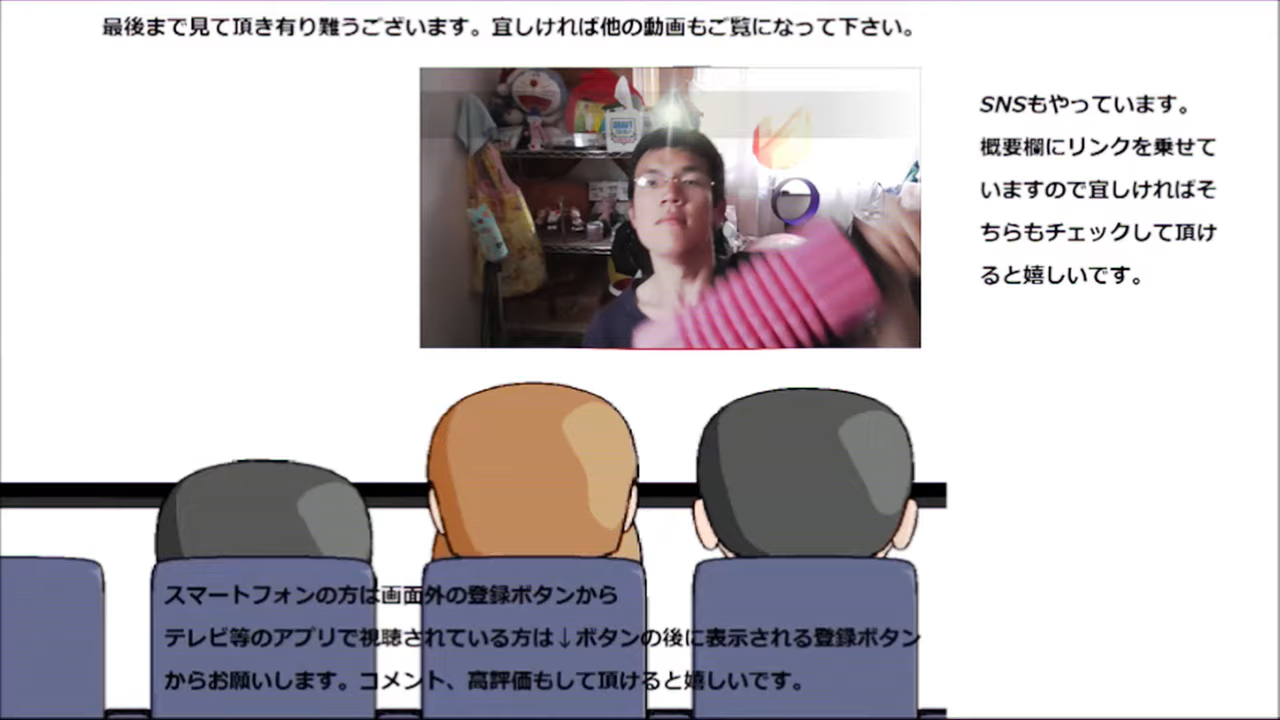 最後まで見て頂き有り難うございます。宜しければ他の動画もご覧になって下さい。
SNSもやっています。
概要欄にリンクを乗せて
いますので宜しければそ
ちらもチェックして頂け
ると嬉しいです。
スマートフォンの方は画面外の登録ボタンから
テレビ等のアプリで視聴されている方は↓ボタンの後に表示される登録ボタン
からお願いします。コメント、高評価もして頂けると嬉しいです。